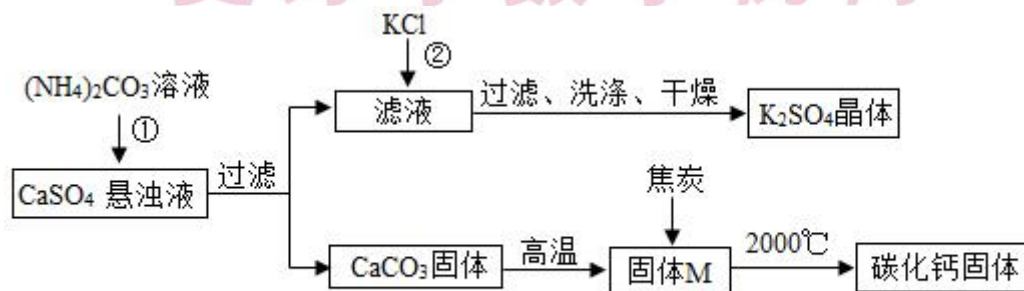 KCl
②
(NH₄)₂CO₃溶液
①
滤液
过滤、洗涤、干燥
K₂SO₄晶体
CaSO₄ 悬浊液
过滤
焦炭
CaCO₃固体
高温
固体M
2000℃
碳化钙固体